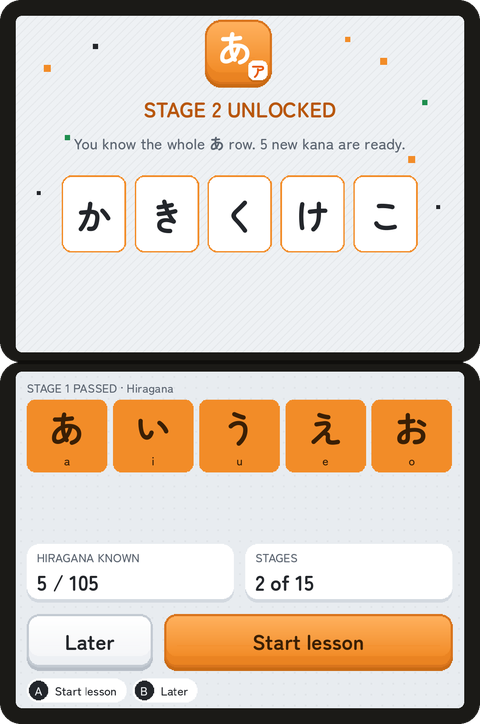 あ
ア
STAGE 2 UNLOCKED
You know the whole あ row. 5 new kana are ready.
か き く け こ
STAGE 1 PASSED · Hiragana
あ い う え お
a i u e o
HIRAGANA KNOWN
5 / 105
STAGES
2 of 15
Later
Start lesson
A Start lesson B Later